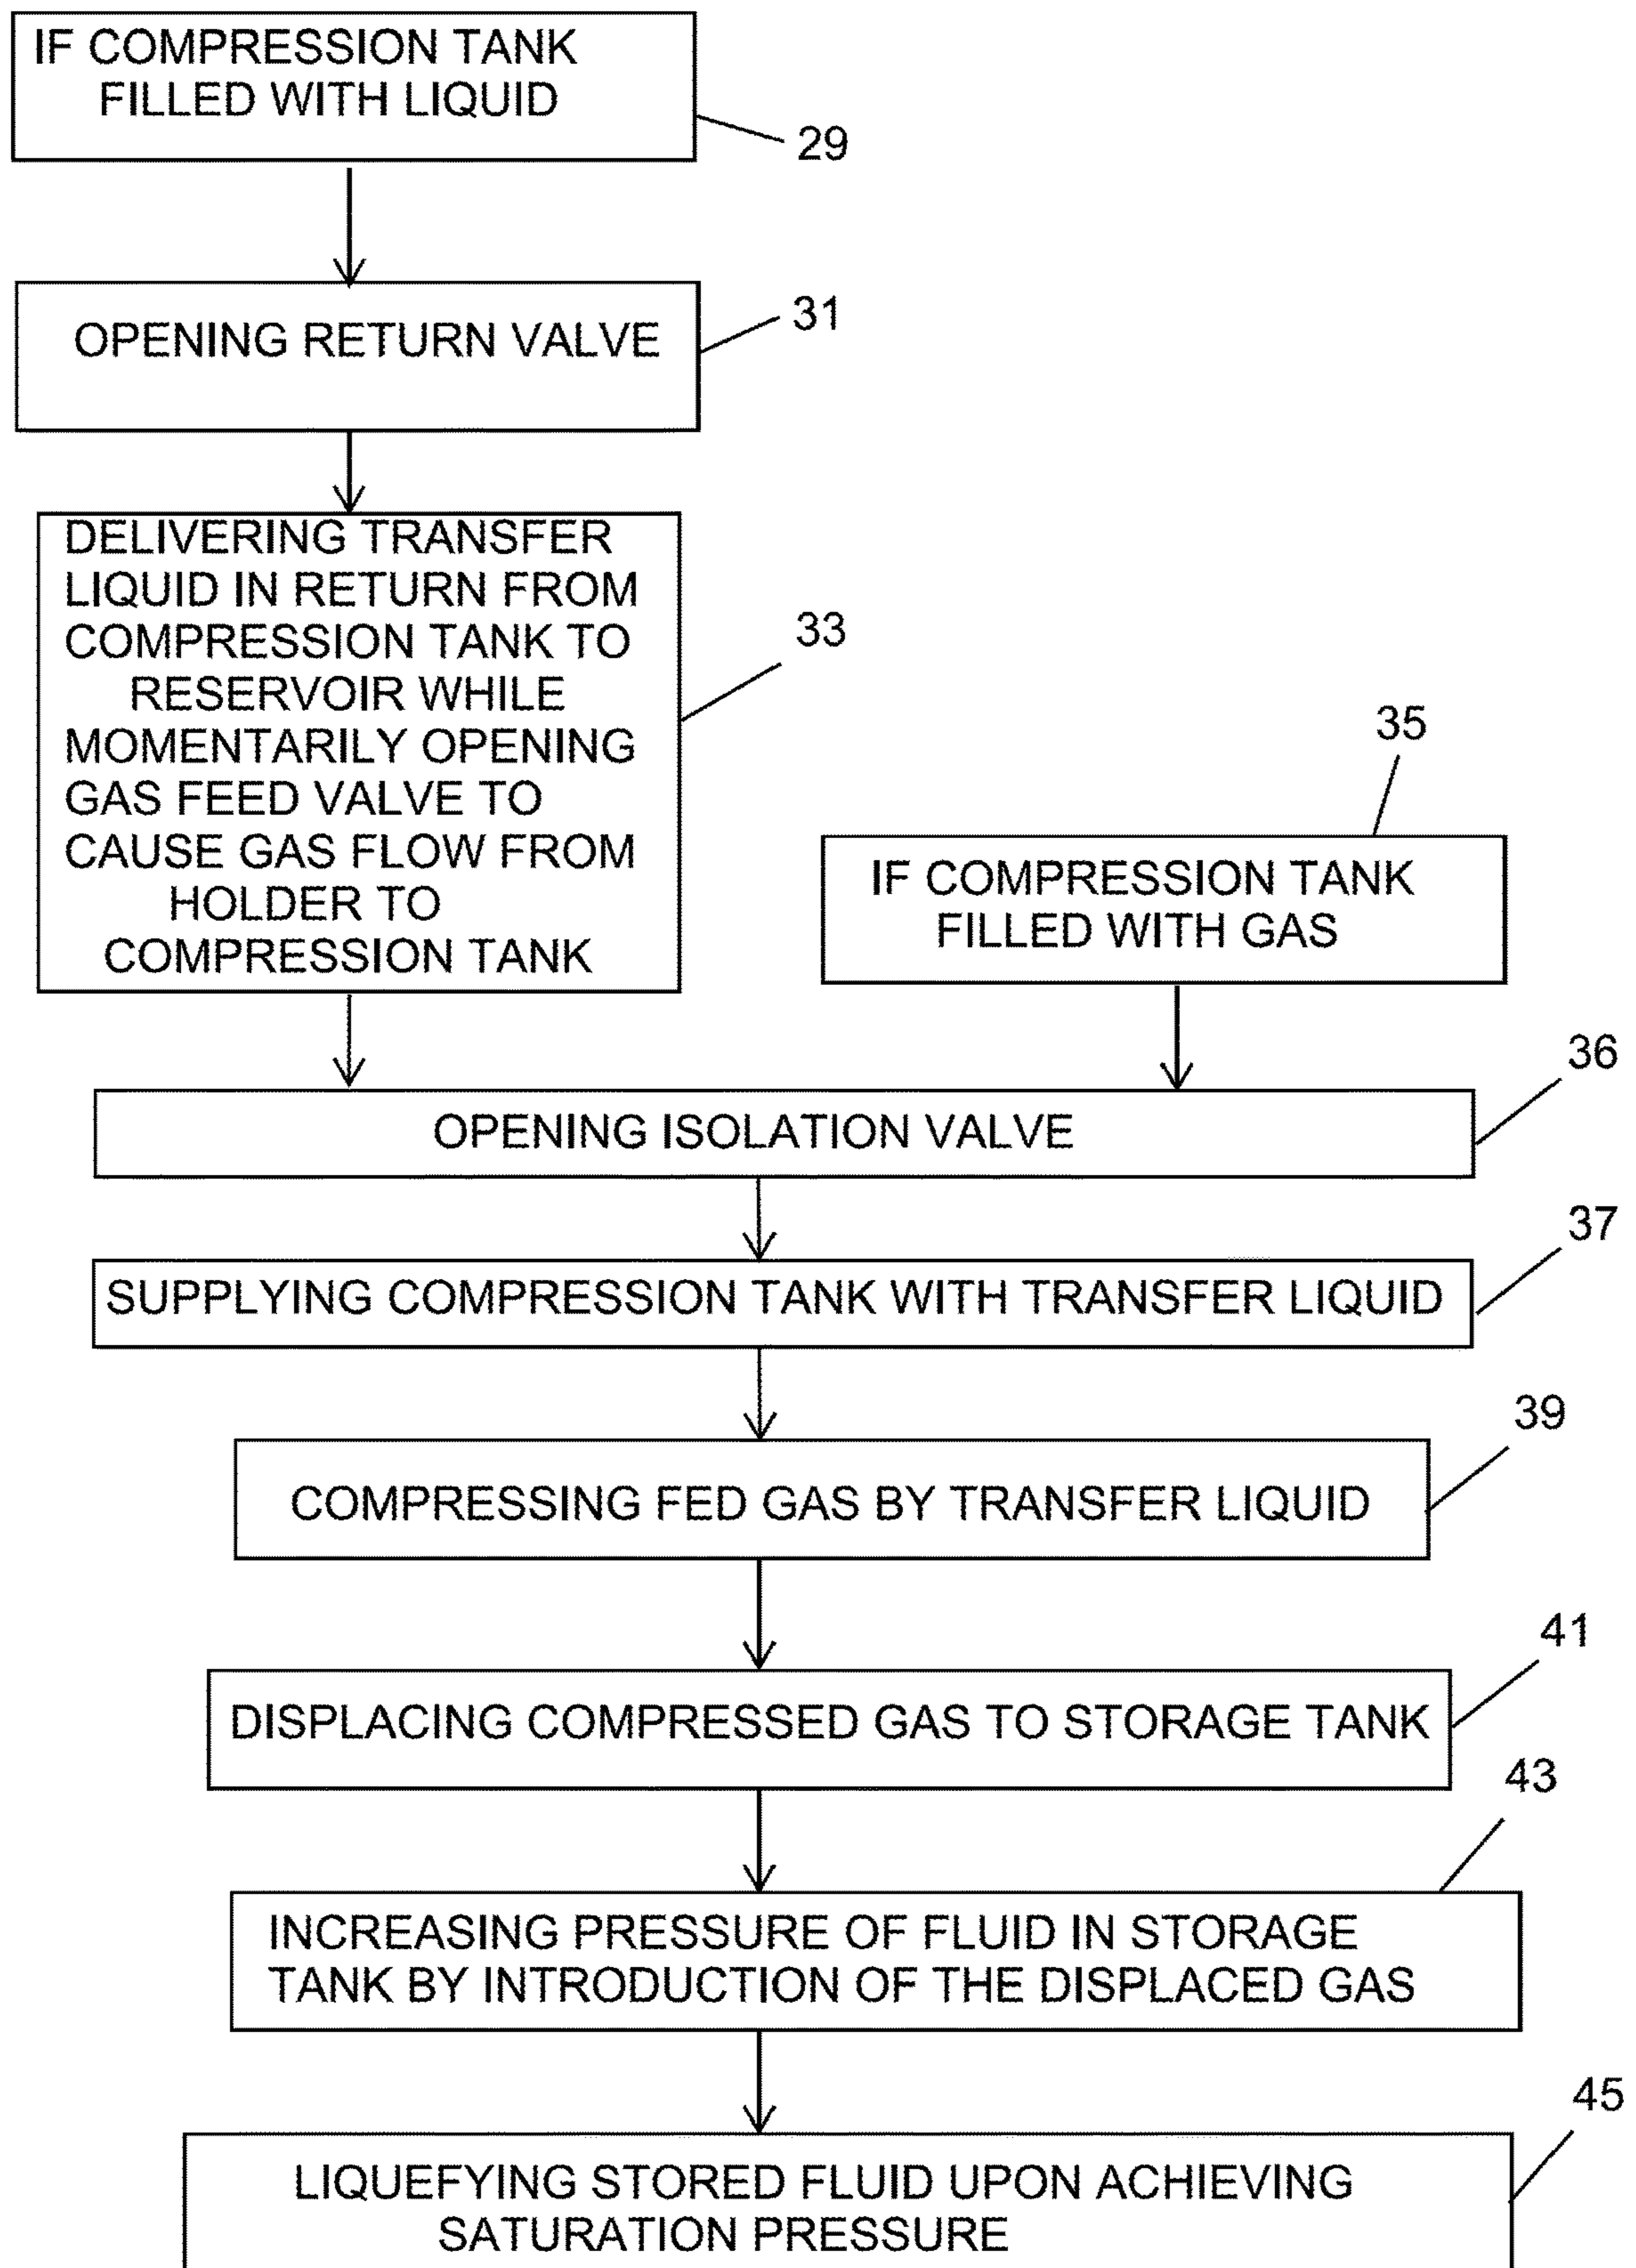 IF COMPRESSION TANK
FILLED WITH LIQUID
29
OPENING RETURN VALVE
31
DELIVERING TRANSFER
LIQUID IN RETURN FROM
COMPRESSION TANK TO
RESERVOIR WHILE
MOMENTARILY OPENING
GAS FEED VALVE TO
CAUSE GAS FLOW FROM
HOLDER TO
COMPRESSION TANK
33
35
IF COMPRESSION TANK
FILLED WITH GAS
36
OPENING ISOLATION VALVE
37
SUPPLYING COMPRESSION TANK WITH TRANSFER LIQUID
39
COMPRESSING FED GAS BY TRANSFER LIQUID
41
DISPLACING COMPRESSED GAS TO STORAGE TANK
43
INCREASING PRESSURE OF FLUID IN STORAGE
TANK BY INTRODUCTION OF THE DISPLACED GAS
45
LIQUEFYING STORED FLUID UPON ACHIEVING
SATURATION PRESSURE